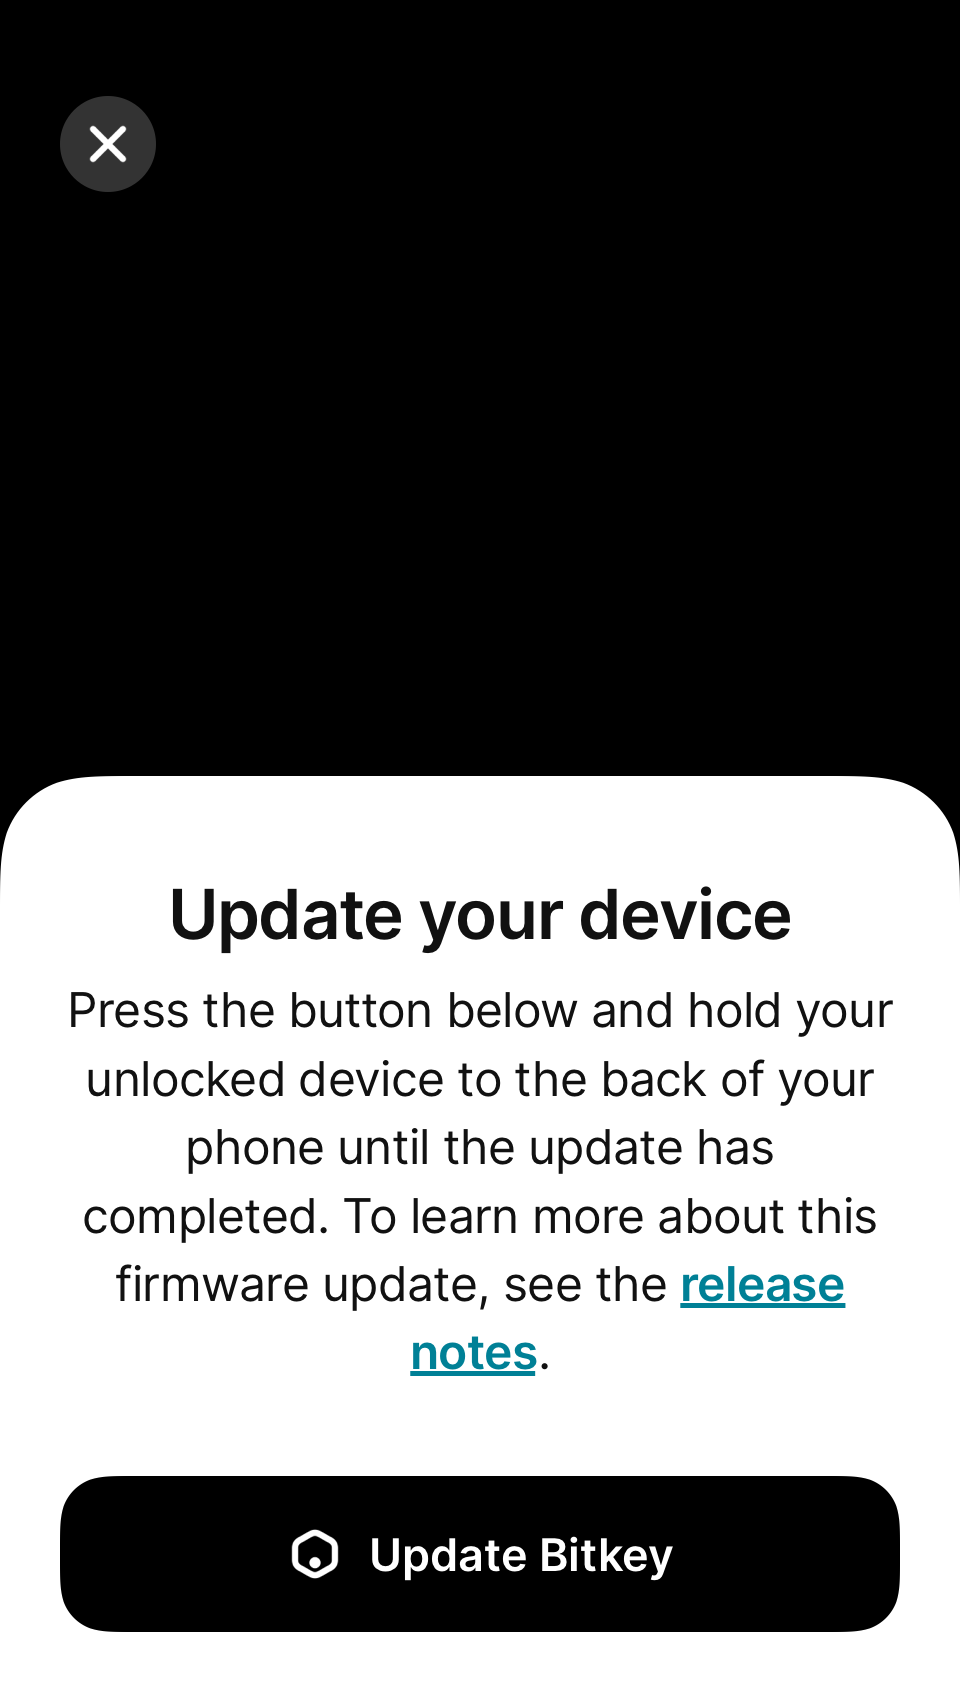 Update your device
Press the button below and hold your
unlocked device to the back of your
phone until the update has
completed. To learn more about this
firmware update, see the release
notes.
Update Bitkey